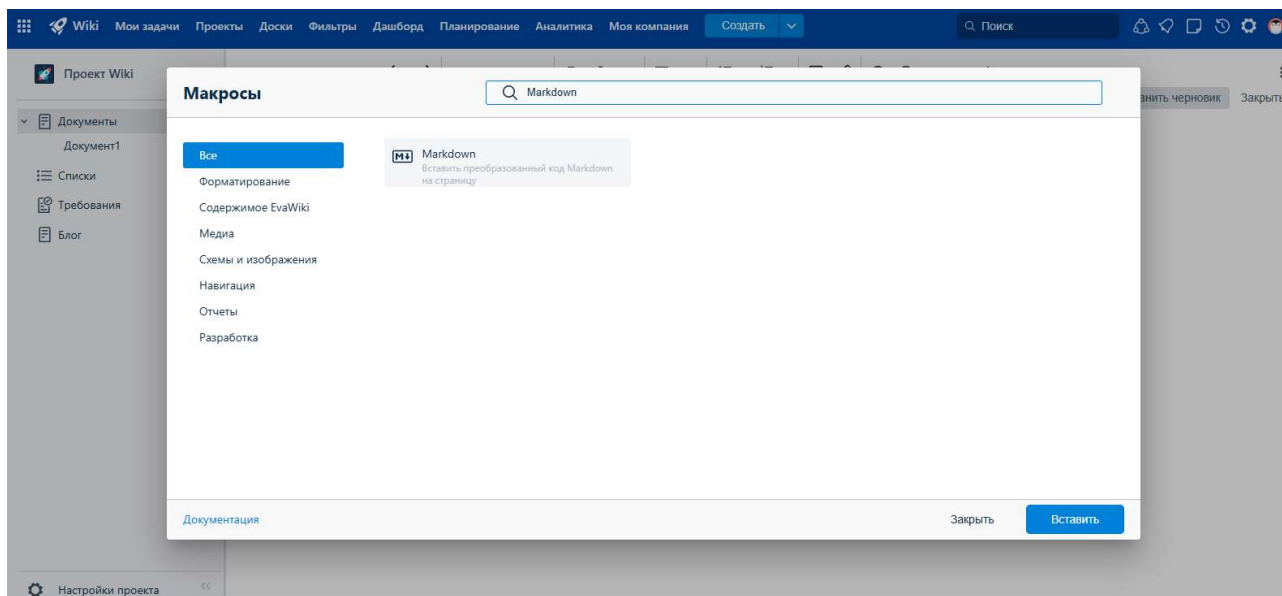 Wiki Мои задачи Проекты Доски Фильтры Дашборд Планирование Аналитика Моя компания Создать Поиск
Проект Wiki
Макросы
Markdown
черновик Закрыть
Документы
Документ1
Списки
Требования
Блог
Все
Форматирование
Содержимое EvaWiki
Медиа
Схемы и изображения
Навигация
Отчеты
Разработка
Markdown
Вставить преобразованный код Markdown
на страницу
Документация
Закрыть
Вставить
Настройки проекта